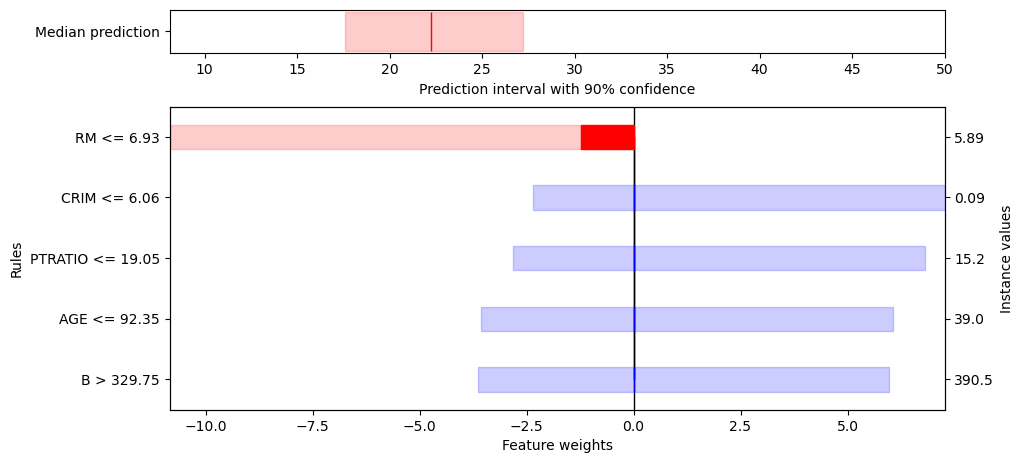 Median prediction
10 15 20 25 30 35 40 45 50
Prediction interval with 90% confidence
RM <= 6.93 5.89
CRIM <= 6.06 0.09
PTRATIO <= 19.05 15.2
AGE <= 92.35 39.0
B > 329.75 390.5
Rules
Instance values
−10.0 −7.5 −5.0 −2.5 0.0 2.5 5.0
Feature weights